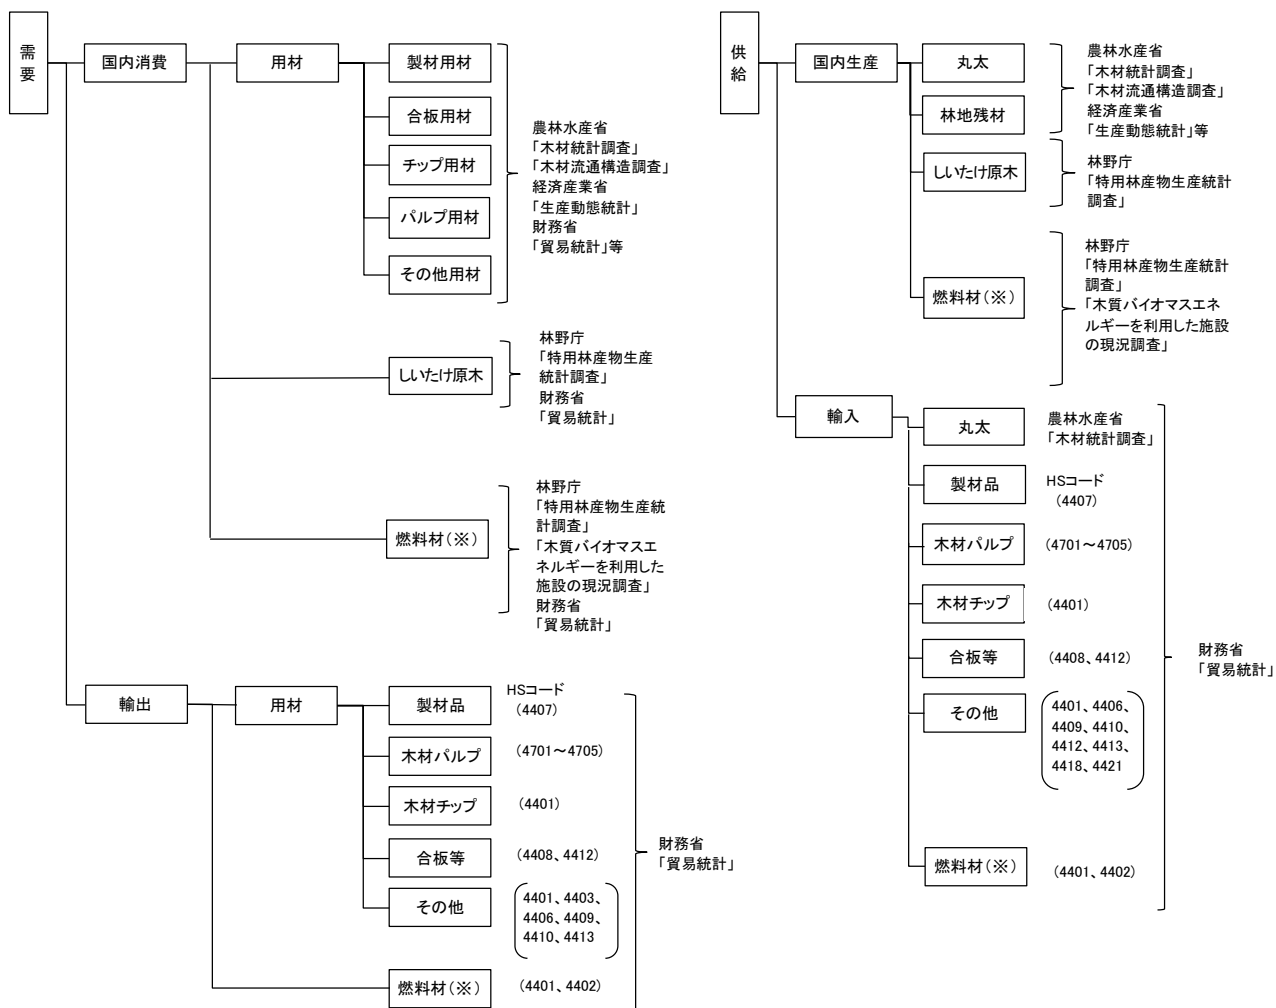 需
要
国内消費
用材
製材用材
合板用材
チップ用材
パルプ用材
その他用材
農林水産省
「木材統計調査」
「木材流通構造調査」
経済産業省
「生産動態統計」
財務省
「貿易統計」等
しいたけ原木
林野庁
「特用林産物生産
統計調査」
財務省
「貿易統計」
燃料材(※)
林野庁
「特用林産物生産統
計調査」
「木質バイオマスエ
ネルギーを利用した
施設の現況調査」
財務省
「貿易統計」
輸出
用材
製材品
HSコード
(4407)
木材パルプ
(4701~4705)
木材チップ
(4401)
合板等
(4408、4412)
その他
4401、4403、
4406、4409、
4410、4413
燃料材(※)
(4401、4402)
財務省
「貿易統計」
供
給
国内生産
丸太
林地残材
農林水産省
「木材統計調査」
「木材流通構造調査」
経済産業省
「生産動態統計」等
しいたけ原木
林野庁
「特用林産物生産統計
調査」
燃料材(※)
林野庁
「特用林産物生産統計
調査」
「木質バイオマスエネ
ルギーを利用した施設
の現況調査」
輸入
丸太
農林水産省
「木材統計調査」
製材品
HSコード
(4407)
木材パルプ
(4701~4705)
木材チップ
(4401)
合板等
(4408、4412)
その他
4401、4406、
4409、4410、
4412、4413、
4418、4421
燃料材(※)
(4401、4402)
財務省
「貿易統計」